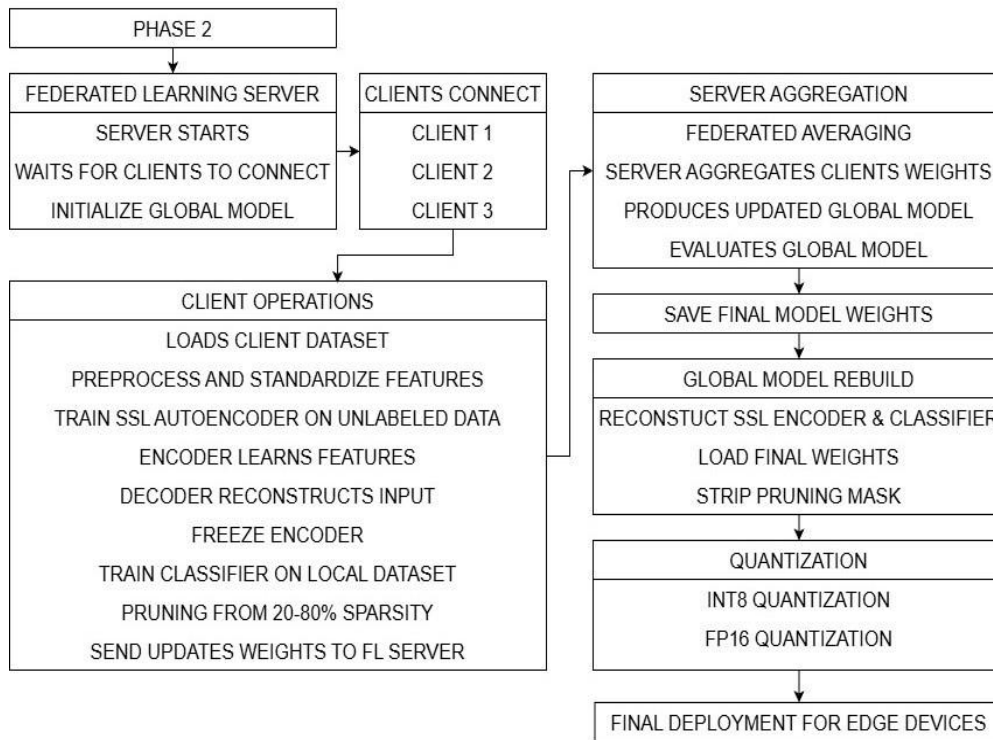 PHASE 2
FEDERATED LEARNING SERVER
SERVER STARTS
WAITS FOR CLIENTS TO CONNECT
INITIALIZE GLOBAL MODEL
CLIENTS CONNECT
CLIENT 1
CLIENT 2
CLIENT 3
CLIENT OPERATIONS
LOADS CLIENT DATASET
PREPROCESS AND STANDARDIZE FEATURES
TRAIN SSL AUTOENCODER ON UNLABELED DATA
ENCODER LEARNS FEATURES
DECODER RECONSTRUCTS INPUT
FREEZE ENCODER
TRAIN CLASSIFIER ON LOCAL DATASET
PRUNING FROM 20-80% SPARSITY
SEND UPDATES WEIGHTS TO FL SERVER
SERVER AGGREGATION
FEDERATED AVERAGING
SERVER AGGREGATES CLIENTS WEIGHTS
PRODUCES UPDATED GLOBAL MODEL
EVALUATES GLOBAL MODEL
SAVE FINAL MODEL WEIGHTS
GLOBAL MODEL REBUILD
RECONSTUCT SSL ENCODER & CLASSIFIER
LOAD FINAL WEIGHTS
STRIP PRUNING MASK
QUANTIZATION
INT8 QUANTIZATION
FP16 QUANTIZATION
FINAL DEPLOYMENT FOR EDGE DEVICES